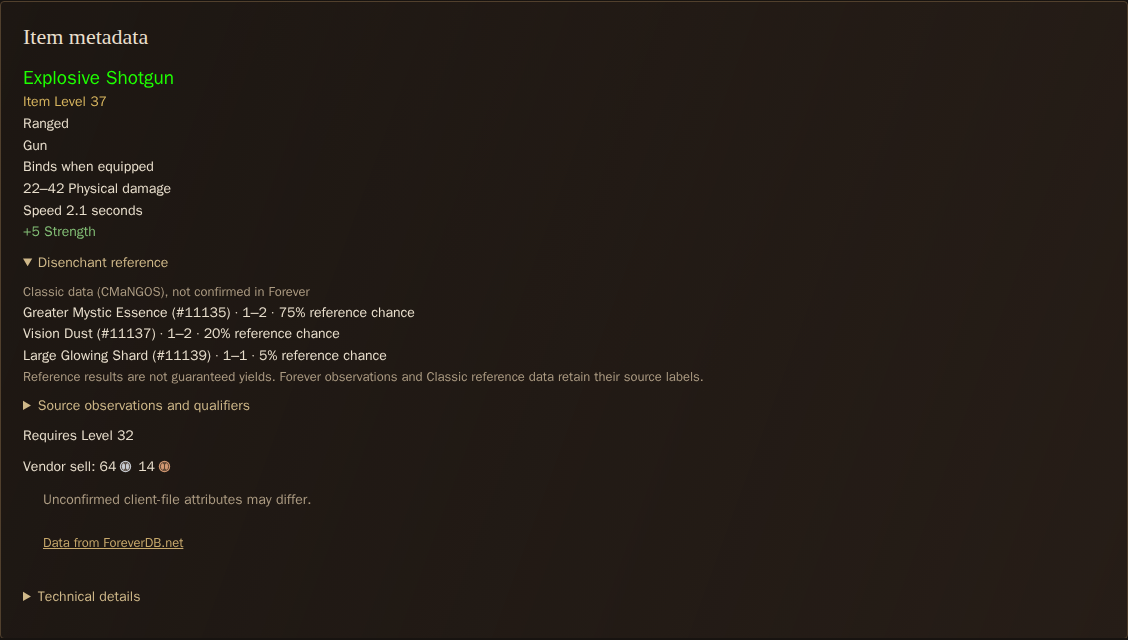 Item metadata
Explosive Shotgun
Item Level 37
Ranged
Gun
Binds when equipped
22–42 Physical damage
Speed 2.1 seconds
+5 Strength
▼ Disenchant reference
Classic data (CMaNGOS), not confirmed in Forever
Greater Mystic Essence (#11135) · 1–2 · 75% reference chance
Vision Dust (#11137) · 1–2 · 20% reference chance
Large Glowing Shard (#11139) · 1–1 · 5% reference chance
Reference results are not guaranteed yields. Forever observations and Classic reference data retain their source labels.
▶ Source observations and qualifiers
Requires Level 32
Vendor sell: 64 14
Unconfirmed client-file attributes may differ.
Data from ForeverDB.net
▶ Technical details